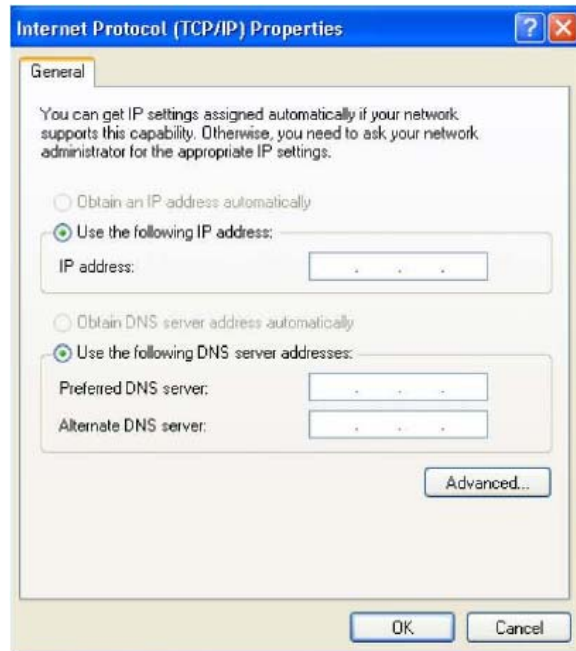 Internet Protocol (TCP/IP) Properties
General
You can get IP settings assigned automatically if your network
supports this capability. Otherwise, you need to ask your network
administrator for the appropriate IP settings.
Obtain an IP address automatically
Use the following IP address:
IP address:
Obtain DNS server address automatically
Use the following DNS server addresses:
Preferred DNS server:
Alternate DNS server:
Advanced...
OK Cancel